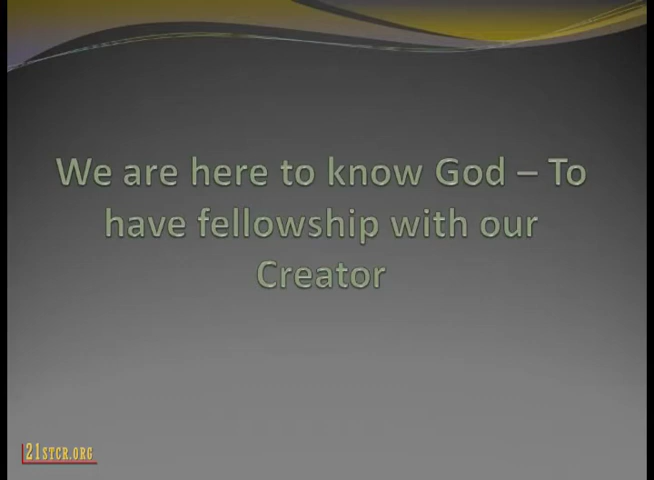 We are here to know God – To
have fellowship with our
Creator
21STCR.ORG